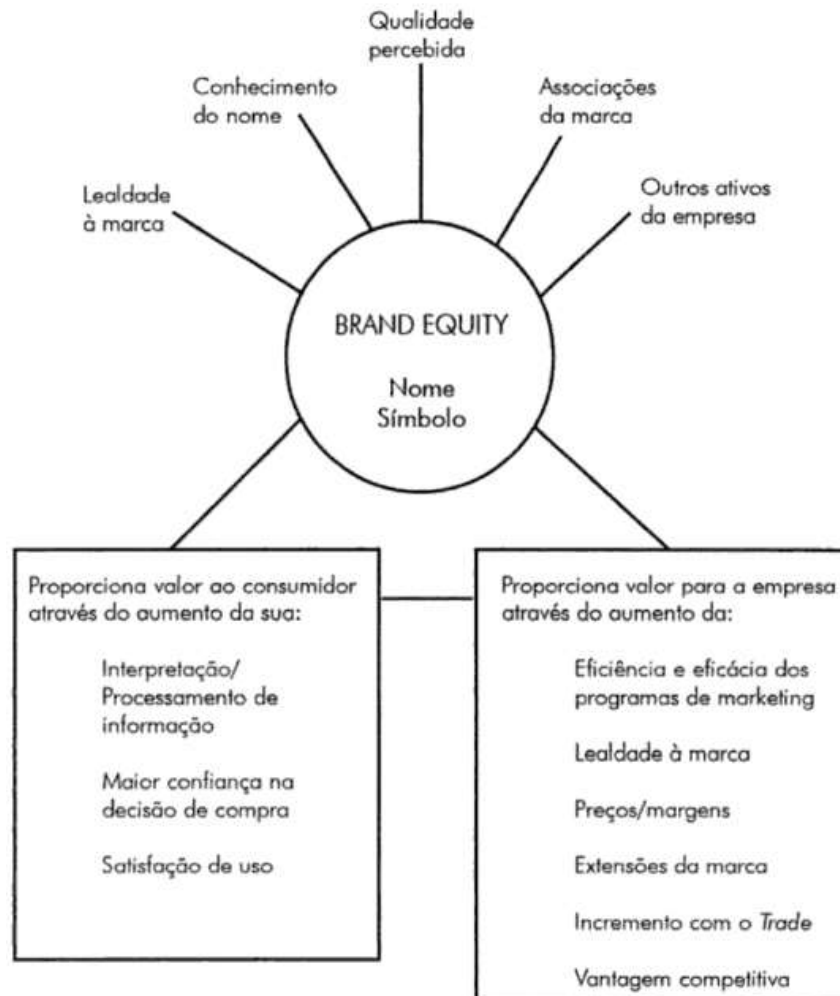 Qualidade
percebida
Conhecimento
do nome
Associações
da marca
Lealdade
à marca
Outros ativos
da empresa
BRAND EQUITY
Nome
Símbolo
Proporciona valor ao consumidor
através do aumento da sua:
Interpretação/
Processamento de
informação
Maior confiança na
decisão de compra
Satisfação de uso
Proporciona valor para a empresa
através do aumento da:
Eficiência e eficácia dos
programas de marketing
Lealdade à marca
Preços/margens
Extensões da marca
Incremento com o Trade
Vantagem competitiva